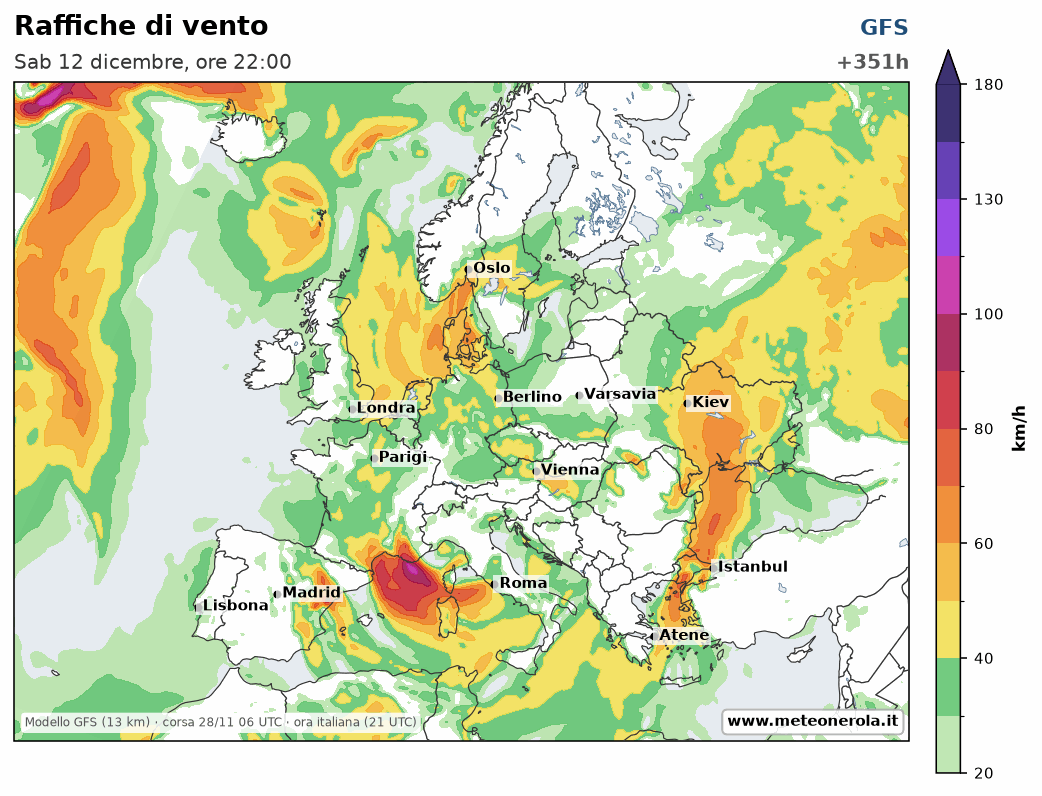 Raffiche di vento
GFS
Sab 12 dicembre, ore 22:00
+351h
180
130
100
80
60
40
20
km/h
Oslo
Berlino
Varsavia
Kiev
Londra
Parigi
Vienna
Istanbul
Roma
Madrid
Lisbona
Atene
Modello GFS (13 km) · corsa 28/11 06 UTC · ora italiana (21 UTC)
www.meteonerola.it